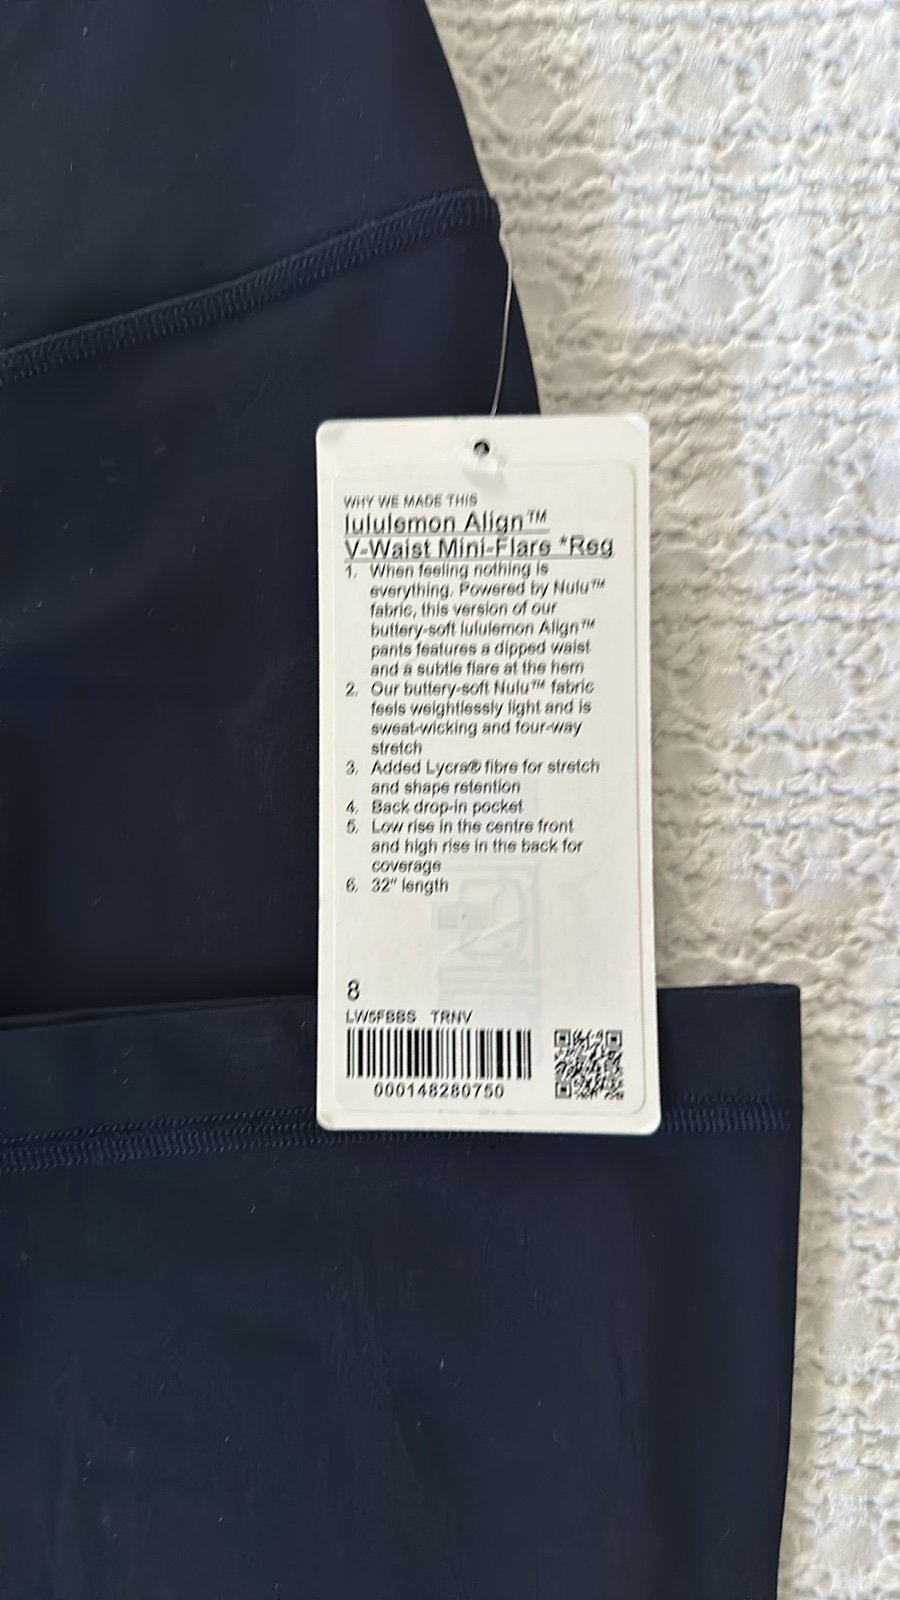 WHY WE MADE THIS
lululemon Align™
V-Waist Mini-Flare *Reg
1. When feeling nothing is
everything. Powered by Nulu™
fabric, this version of our
buttery-soft lululemon Align™
pants features a dipped waist
and a subtle flare at the hem
2. Our buttery-soft Nulu™ fabric
feels weightlessly light and is
sweat-wicking and four-way
stretch
3. Added Lycra® fibre for stretch
and shape retention
4. Back drop-in pocket
5. Low rise in the centre front
and high rise in the back for
coverage
6. 32" length
8
LW5FBBS TRNV
000148280750